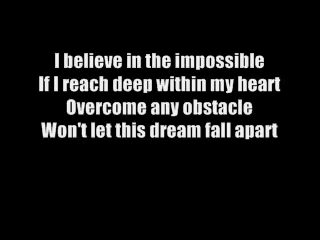 I believe in the impossible
If I reach deep within my heart
Overcome any obstacle
Won't let this dream fall apart